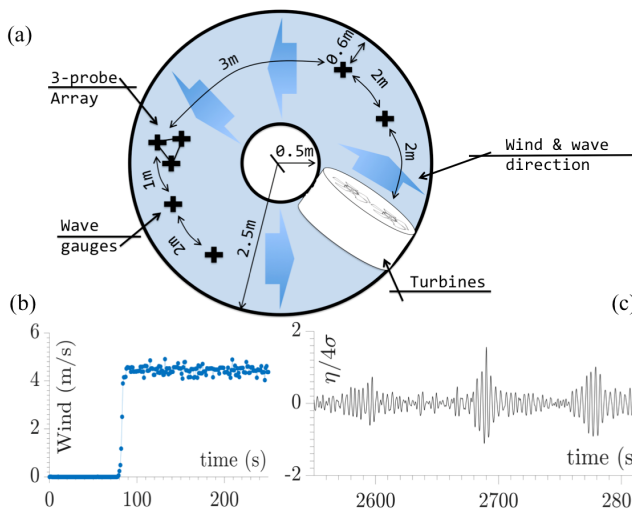 (a)
3m
0.6m
2m
3-probe
Array
2m
Wind & wave
direction
0.5m
1m
Wave
gauges
2m
2.5m
Turbines
(b)
(c)
6
4
2
0
Wind (m/s)
time (s)
0
100
200
2
0
-2
η/4σ
time (s
2600
2700
280